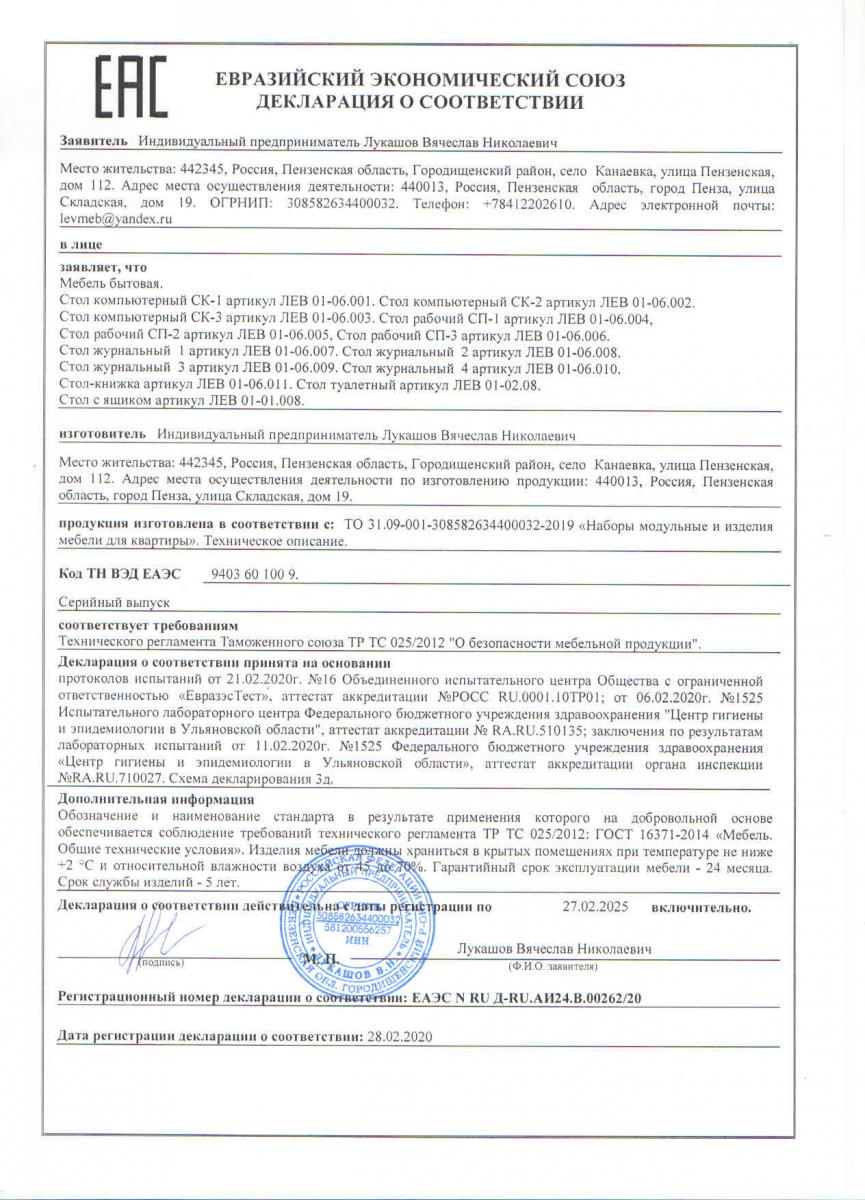 ЕАС
ЕВРАЗИЙСКИЙ ЭКОНОМИЧЕСКИЙ СОЮЗ
ДЕКЛАРАЦИЯ О СООТВЕТСТВИИ
Заявитель Индивидуальный предприниматель Лукашов Вячеслав Николаевич
Место жительства: 442345, Россия, Пензенская область, Городищенский район, село Канаевка, улица Пензенская,
дом 112. Адрес места осуществления деятельности: 440013, Россия, Пензенская область, город Пенза, улица
Складская, дом 19. ОГРНИП: 308582634400032. Телефон: +78412202610. Адрес электронной почты:
levmeb@yandex.ru
в лице
заявляет, что
Мебель бытовая.
Стол компьютерный СК-1 артикул ЛЕВ 01-06.001. Стол компьютерный СК-2 артикул ЛЕВ 01-06.002.
Стол компьютерный СК-3 артикул ЛЕВ 01-06.003. Стол рабочий СП-1 артикул ЛЕВ 01-06.004,
Стол рабочий СП-2 артикул ЛЕВ 01-06.005, Стол рабочий СП-3 артикул ЛЕВ 01-06.006.
Стол журнальный 1 артикул ЛЕВ 01-06.007. Стол журнальный 2 артикул ЛЕВ 01-06.008.
Стол журнальный 3 артикул ЛЕВ 01-06.009. Стол журнальный 4 артикул ЛЕВ 01-06.010.
Стол-книжка артикул ЛЕВ 01-06.011. Стол туалетный артикул ЛЕВ 01-02.08.
Стол с ящиком артикул ЛЕВ 01-01.008.
изготовитель Индивидуальный предприниматель Лукашов Вячеслав Николаевич
Место жительства: 442345, Россия, Пензенская область, Городищенский район, село Канаевка, улица Пензенская,
дом 112. Адрес места осуществления деятельности по изготовлению продукции: 440013, Россия, Пензенская
область, город Пенза, улица Складская, дом 19.
продукция изготовлена в соответствии с: ТО 31.09-001-308582634400032-2019 «Наборы модульные и изделия
мебели для квартиры». Техническое описание.
Код ТН ВЭД ЕАЭС 9403 60 100 9.
Серийный выпуск
соответствует требованиям
Технического регламента Таможенного союза ТР ТС 025/2012 "О безопасности мебельной продукции".
Декларация о соответствии принята на основании
протоколов испытаний от 21.02.2020г. №16 Объединенного испытательного центра Общества с ограниченной
ответственностью «ЕвразэсТест», аттестат аккредитации №РОСС RU.0001.10ТР01; от 06.02.2020г. №1525
Испытательного лабораторного центра Федерального бюджетного учреждения здравоохранения "Центр гигиены
и эпидемиологии в Ульяновской области", аттестат аккредитации № RA.RU.510135; заключения по результатам
лабораторных испытаний от 11.02.2020г. №1525 Федерального бюджетного учреждения здравоохранения
«Центр гигиены и эпидемиологии в Ульяновской области», аттестат аккредитации органа инспекции
№RA.RU.710027. Схема декларирования 3д.
Дополнительная информация
Обозначение и наименование стандарта в результате применения которого на добровольной основе
обеспечивается соблюдение требований технического регламента ТР ТС 025/2012: ГОСТ 16371-2014 «Мебель.
Общие технические условия». Изделия мебели должны храниться в крытых помещениях при температуре не ниже
+2 °С и относительной влажности воздуха от 45 до 70%. Гарантийный срок эксплуатации мебели - 24 месяца.
Срок службы изделий - 5 лет.
Декларация о соответствии действительна с даты регистрации по 27.02.2025 включительно.
РОССИЙСКАЯ ФЕДЕРАЦИЯ
ИНДИВИДУАЛЬНЫЙ ПРЕДПРИНИМАТЕЛЬ
ОГРНИП
308582634400032
581200556257
ИНН
ЛУКАШОВ В.Н.
ПЕНЗЕНСКАЯ ОБЛ. ГОРОДИЩЕНСКИЙ Р-Н
Лукашов Вячеслав Николаевич
(подпись) М.П. (Ф.И.О. заявителя)
Регистрационный номер декларации о соответствии: ЕАЭС N RU Д-RU.АИ24.В.00262/20
Дата регистрации декларации о соответствии: 28.02.2020